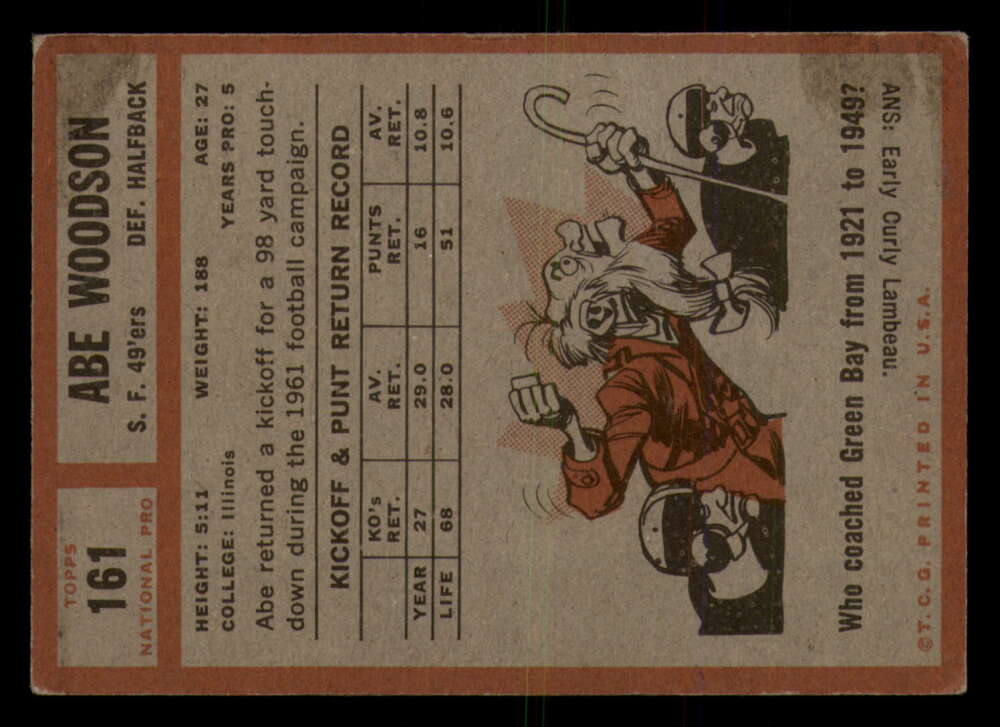 TOPPS
161
NATIONAL PRO
ABE WOODSON
S. F. 49'ers DEF. HALFBACK
HEIGHT: 5:11 WEIGHT: 188 AGE: 27
COLLEGE: Illinois YEARS PRO: 5
Abe returned a kickoff for a 98 yard touch-
down during the 1961 football campaign.
KICKOFF & PUNT RETURN RECORD
KO's RET. AV. RET. PUNTS RET. AV. RET.
YEAR 27 29.0 16 10.8
LIFE 68 28.0 51 10.6
Who coached Green Bay from 1921 to 1949?
ANS: Early Curly Lambeau.
©T. C. G. PRINTED IN U. S. A.